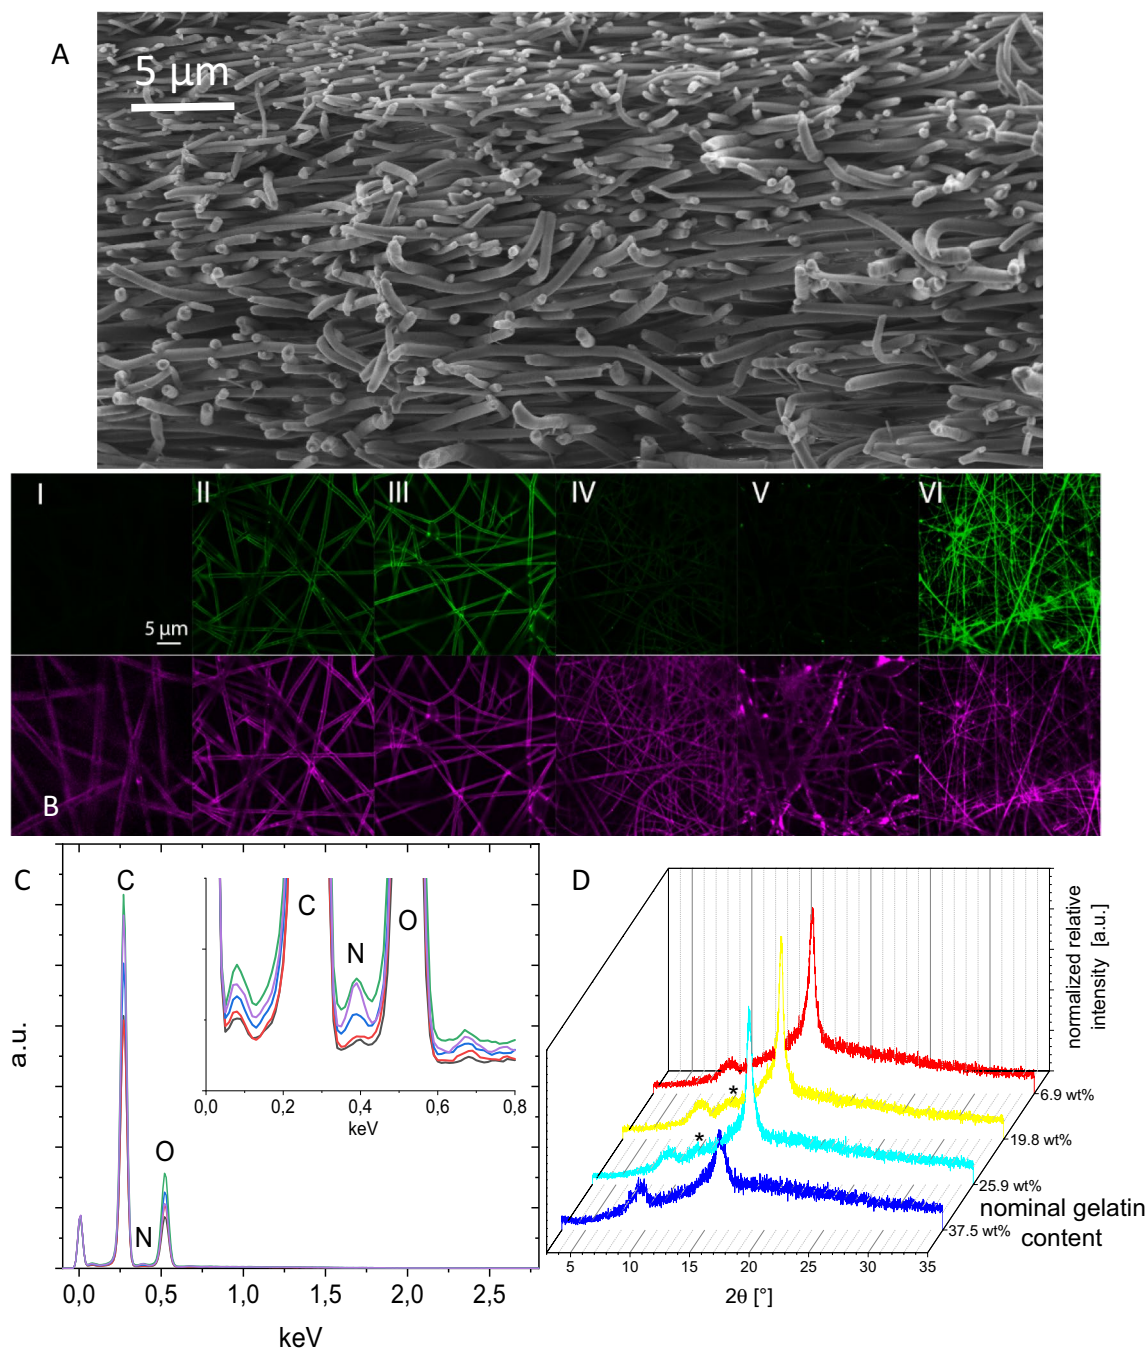 A
5 µm
I
II
III
IV
V
VI
5 µm
B
C
C
N
O
a.u.
0,0
0,5
1,0
1,5
2,0
2,5
keV
C
N
O
0,0
0,2
0,4
0,6
0,8
keV
D
normalized relative
intensity [a.u.]
*
*
6.9 wt%
19.8 wt%
25.9 wt%
37.5 wt%
nominal gelatin
content
5
10
15
20
25
30
35
2θ [°]